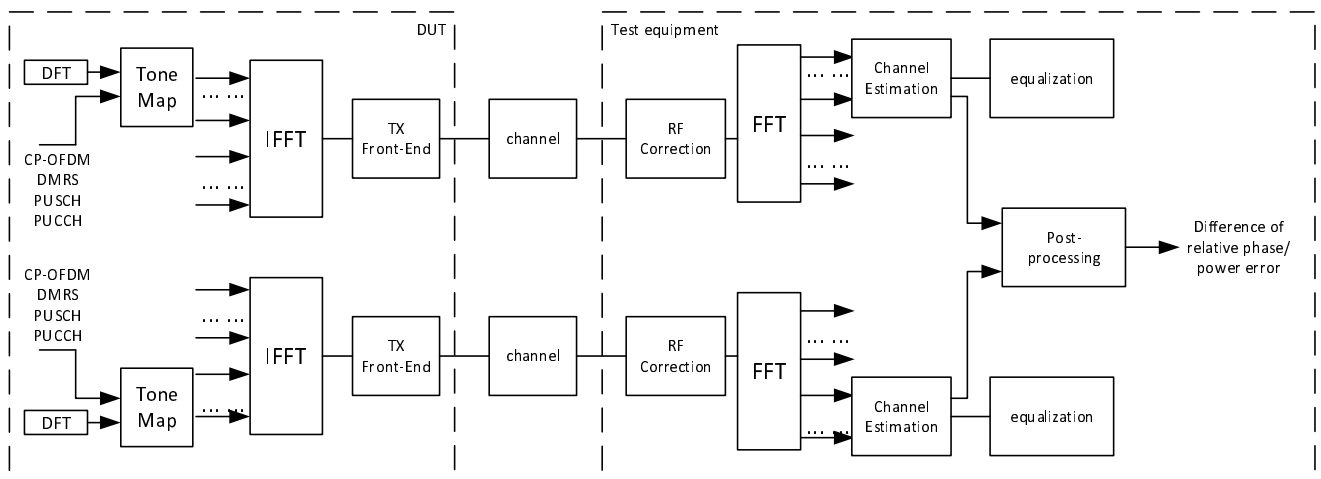 DUT
Test equipment
DFT
Tone
Map
CP-OFDM
DMRS
PUSCH
PUCCH
... ...
... ...
IFFT
TX
Front-End
channel
RF
Correction
FFT
... ...
... ...
Channel
Estimation
equalization
Post-
processing
Difference of
relative phase/
power error
CP-OFDM
DMRS
PUSCH
PUCCH
DFT
Tone
Map
... ...
... ...
IFFT
TX
Front-End
channel
RF
Correction
FFT
... ...
... ...
Channel
Estimation
equalization